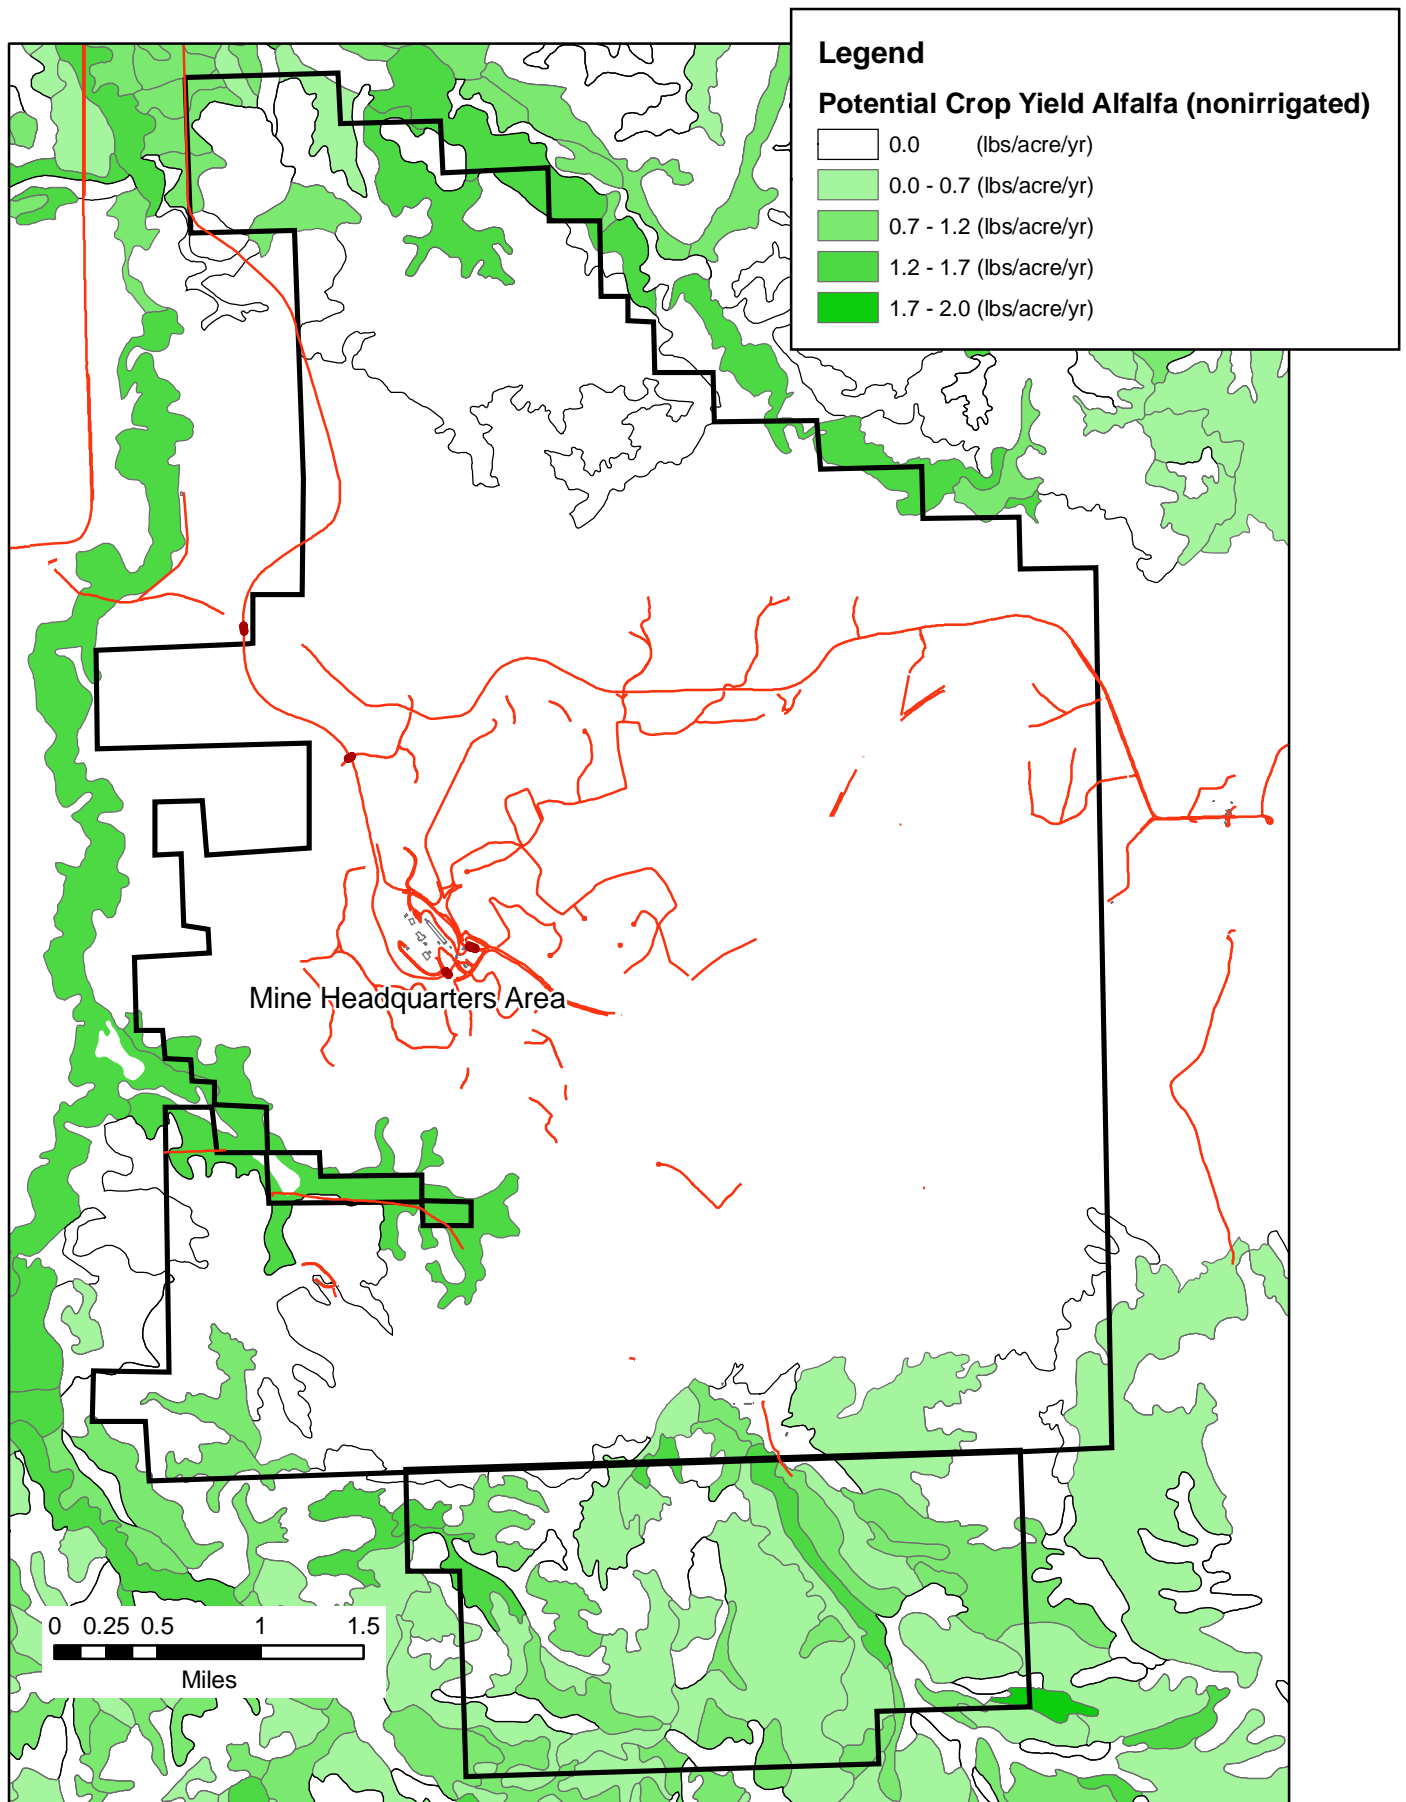 Legend
Potential Crop Yield Alfalfa (nonirrigated)
0.0 (lbs/acre/yr)
0.0 - 0.7 (lbs/acre/yr)
0.7 - 1.2 (lbs/acre/yr)
1.2 - 1.7 (lbs/acre/yr)
1.7 - 2.0 (lbs/acre/yr)
Mine Headquarters Area
0 0.25 0.5 1 1.5
Miles